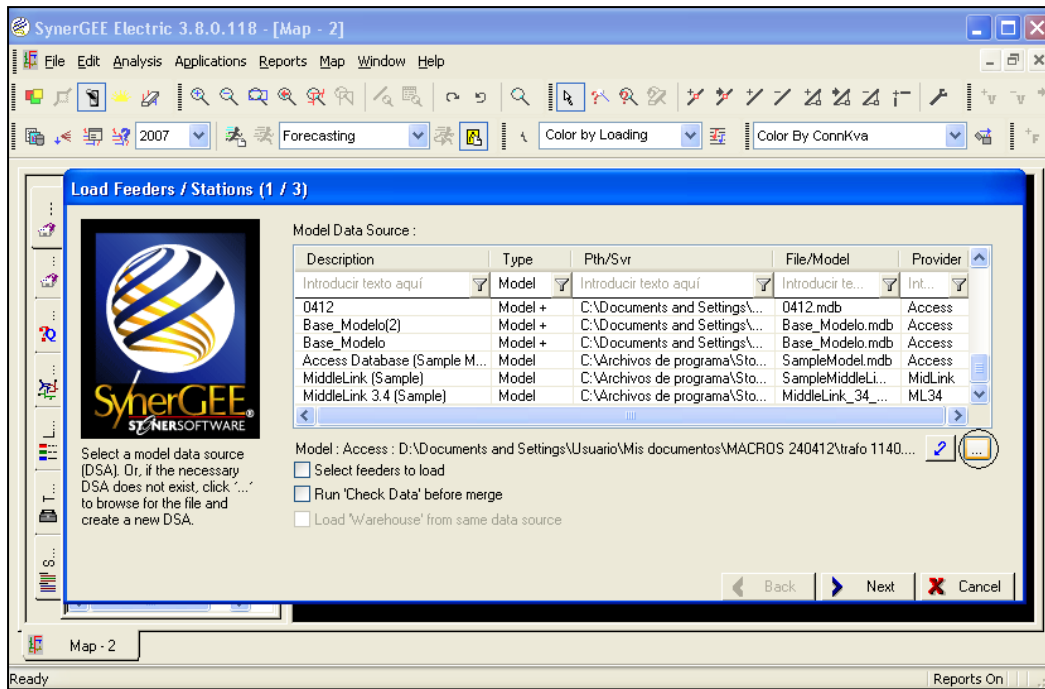 SynerGEE Electric 3.8.0.118 - [Map - 2]
File Edit Analysis Applications Reports Map Window Help
2007 Forecasting Color by Loading Color By ConnKva
Load Feeders / Stations (1 / 3)
Model Data Source :
Description Type Pth/Svr File/Model Provider
Introducir texto aquí Model Introducir texto aquí Introducir te... Int...
0412 Model + C:\Documents and Settings\... 0412.mdb Access
Base_Modelo(2) Model + C:\Documents and Settings\... Base_Modelo.mdb Access
Base_Modelo Model + C:\Documents and Settings\... Base_Modelo.mdb Access
Access Database (Sample M... Model C:\Archivos de programa\Sto... SampleModel.mdb Access
MiddleLink (Sample) Model C:\Archivos de programa\Sto... SampleMiddleLi... MidLink
MiddleLink 3.4 (Sample) Model C:\Archivos de programa\Sto... MiddleLink_34_... ML34
SynerGEE®
STONERSOFTWARE
Model : Access : D:\Documents and Settings\Usuario\Mis documentos\MACROS 240412\trafo 1140.... ...
Select a model data source
(DSA). Or, if the necessary
DSA does not exist, click '...'
to browse for the file and
create a new DSA.
Select feeders to load
Run 'Check Data' before merge
Load 'Warehouse' from same data source
Back Next Cancel
Map - 2
Ready Reports On